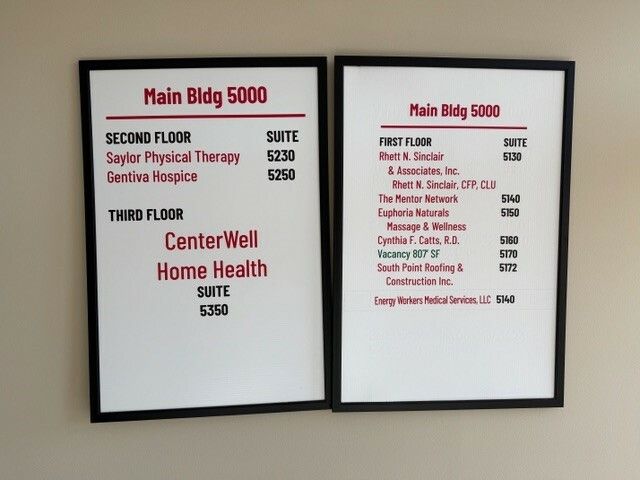 Main Bldg 5000
SECOND FLOOR SUITE
Saylor Physical Therapy 5230
Gentiva Hospice 5250
THIRD FLOOR
CenterWell
Home Health
SUITE
5350
Main Bldg 5000
FIRST FLOOR SUITE
Rhett N. Sinclair 5130
& Associates, Inc.
Rhett N. Sinclair, CFP, CLU
The Mentor Network 5140
Euphoria Naturals 5150
Massage & Wellness
Cynthia F. Catts, R.D. 5160
Vacancy 807' SF 5170
South Point Roofing & 5172
Construction Inc.
Energy Workers Medical Services, LLC 5140